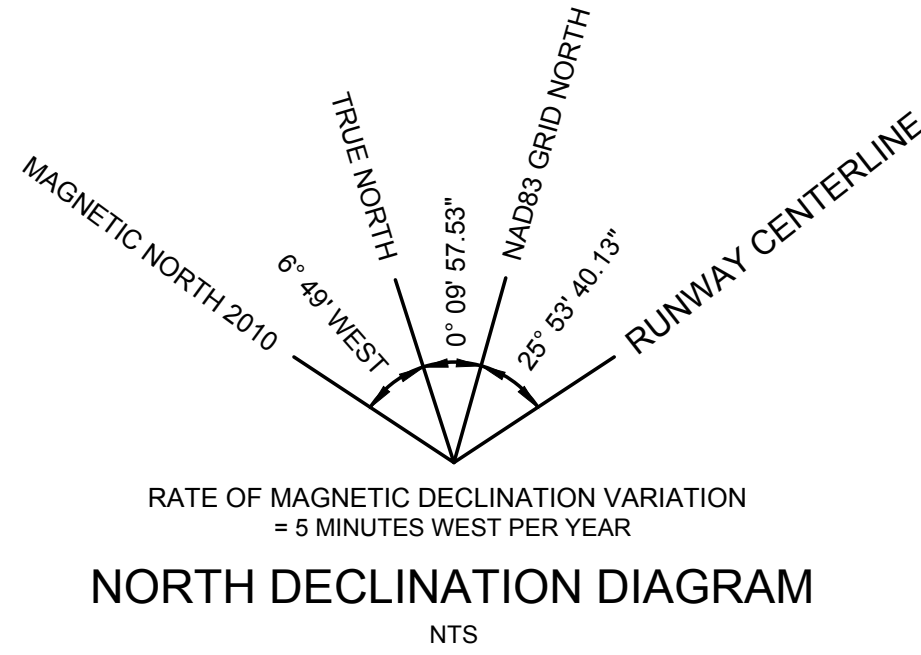 MAGNETIC NORTH 2010
6° 49' WEST
TRUE NORTH
0° 09' 57.53"
NAD83 GRID NORTH
25° 53' 40.13"
RUNWAY CENTERLINE
RATE OF MAGNETIC DECLINATION VARIATION
= 5 MINUTES WEST PER YEAR
NORTH DECLINATION DIAGRAM
NTS